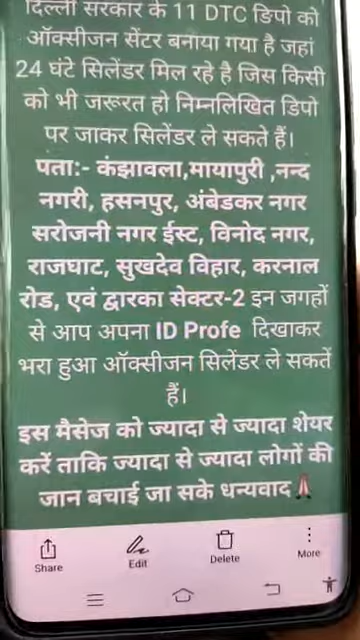 दिल्ली सरकार के 11 DTC डिपो को
ऑक्सीजन सेंटर बनाया गया है जहां
24 घंटे सिलेंडर मिल रहे है जिस किसी
को भी जरूरत हो निम्नलिखित डिपो
पर जाकर सिलेंडर ले सकते हैं।
पता:- कंझावला,मायापुरी ,नन्द
नगरी, हसनपुर, अंबेडकर नगर
सरोजनी नगर ईस्ट, विनोद नगर,
राजघाट, सुखदेव विहार, करनाल
रोड, एवं द्वारका सेक्टर-2 इन जगहों
से आप अपना ID Profe दिखाकर
भरा हुआ ऑक्सीजन सिलेंडर ले सकतें
हैं।
इस मैसेज को ज्यादा से ज्यादा शेयर
करें ताकि ज्यादा से ज्यादा लोगों की
जान बचाई जा सके धन्यवाद🙏
Share Edit Delete More